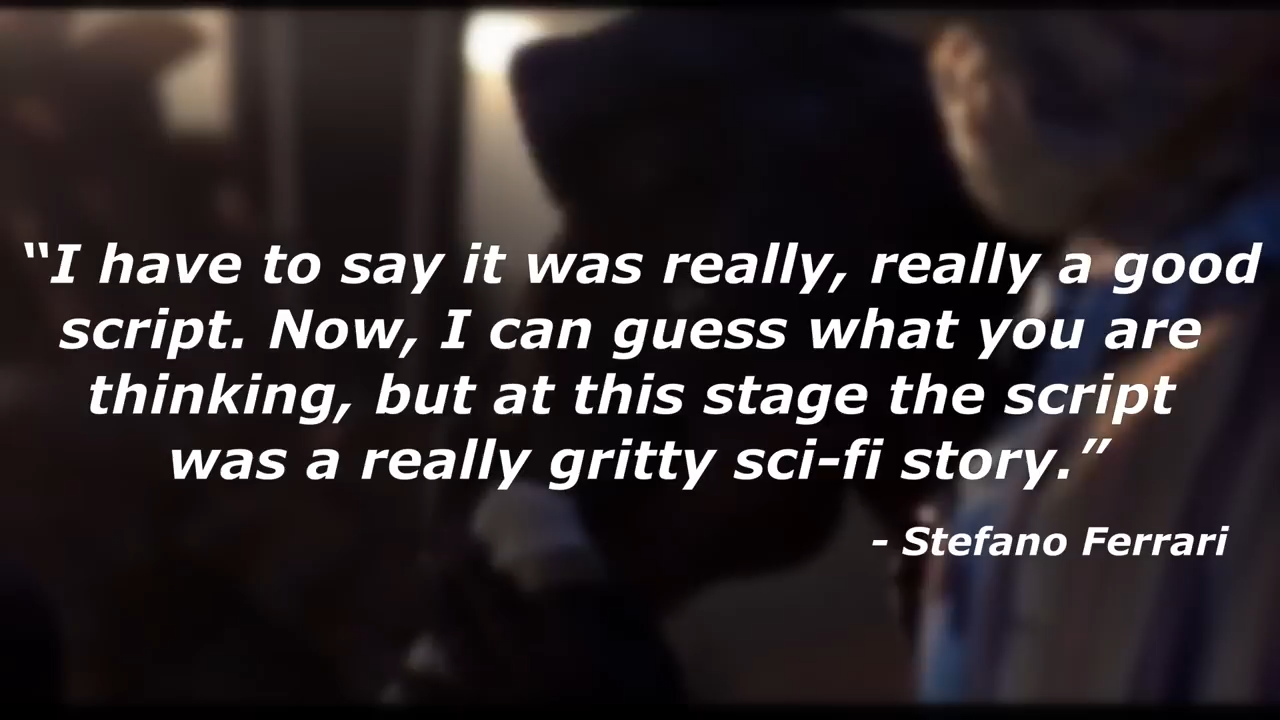 “I have to say it was really, really a good
script. Now, I can guess what you are
thinking, but at this stage the script
was a really gritty sci-fi story.”
- Stefano Ferrari